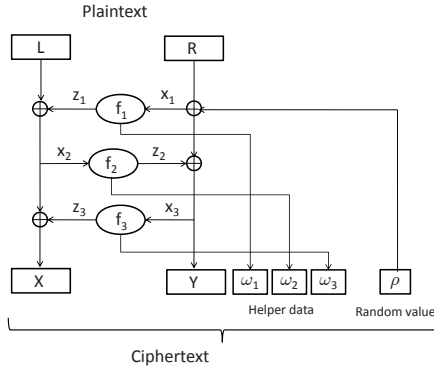 Plaintext
L R
z₁ f₁ x₁
x₂ f₂ z₂
z₃ f₃ x₃
X Y ω₁ ω₂ ω₃ ρ
Helper data Random value
Ciphertext